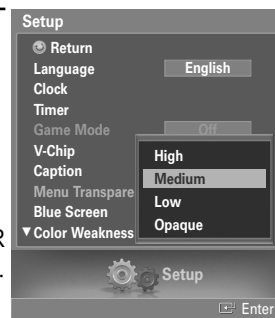 Setup
Return
Language English
Clock
Timer
Game Mode Off
V-Chip
Caption
Menu Transpare
Blue Screen
▼Color Weakness
High
Medium
Low
Opaque
R
.
Setup
Enter